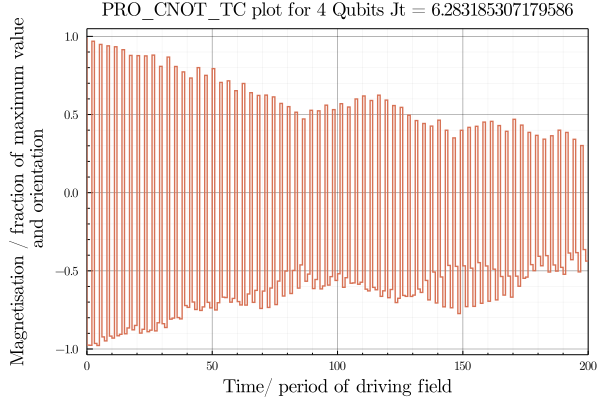 PRO_CNOT_TC plot for 4 Qubits Jt = 6.283185307179586
Magnetisation / fraction of maximum value
and orientation
1.0
0.5
0.0
−0.5
−1.0
0
50
100
150
200
Time/ period of driving field